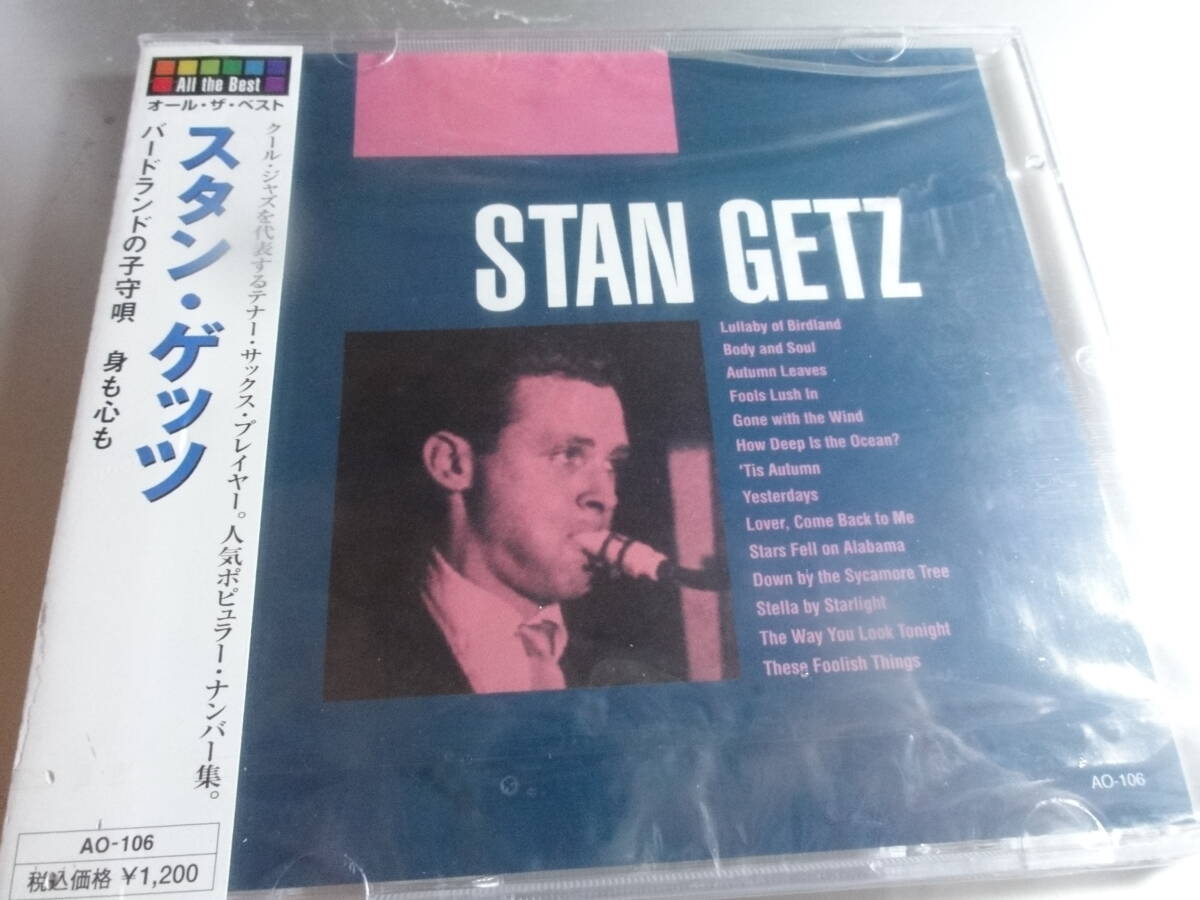 All the Best
オール・ザ・ベスト
クール・ジャズを代表するテナー・サックス・プレイヤー。人気ポピュラー・ナンバー集。
スタン・ゲッツ
バードランドの子守唄 身も心も
AO-106
税込価格 ¥1,200
STAN GETZ
Lullaby of Birdland
Body and Soul
Autumn Leaves
Fools Lush In
Gone with the Wind
How Deep Is the Ocean?
'Tis Autumn
Yesterdays
Lover, Come Back to Me
Stars Fell on Alabama
Down by the Sycamore Tree
Stella by Starlight
The Way You Look Tonight
These Foolish Things
AO-106